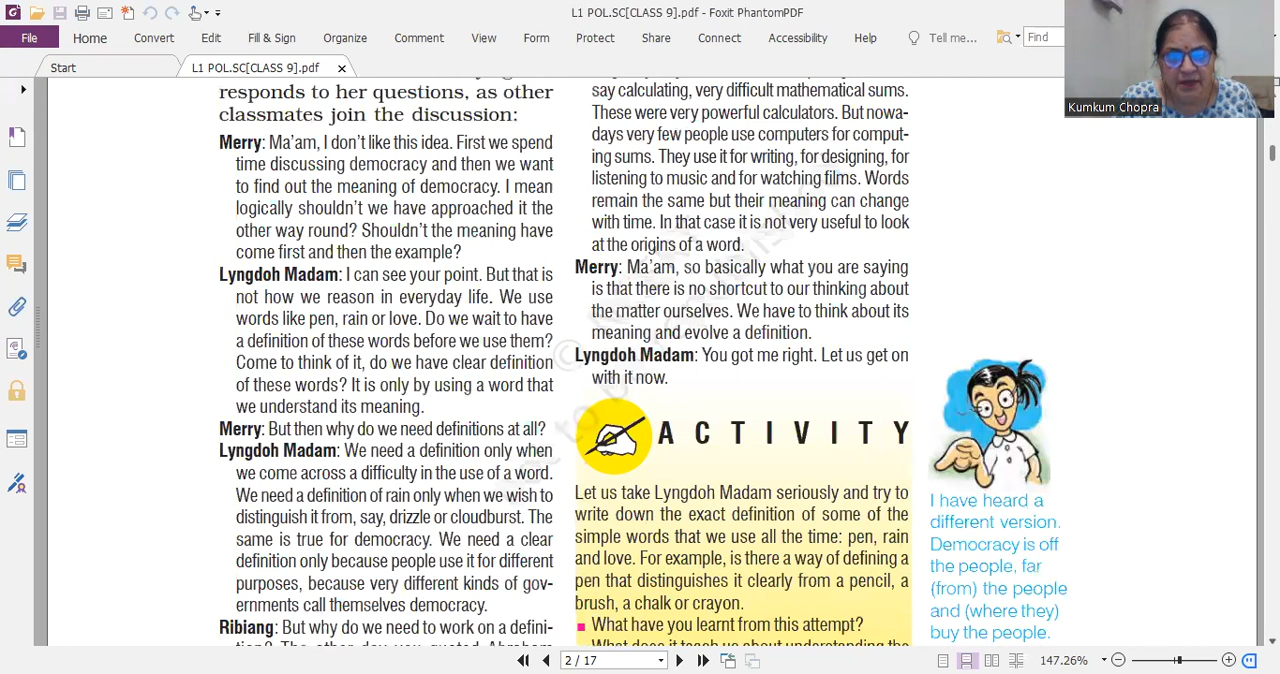 L1 POL.SC[CLASS 9].pdf - Foxit PhantomPDF
File Home Convert Edit Fill & Sign Organize Comment View Form Protect Share Connect Accessibility Help Tell me... Find
Start L1 POL.SC[CLASS 9].pdf
Kumkum Chopra
responds to her questions, as other
classmates join the discussion:
Merry: Ma'am, I don't like this idea. First we spend
time discussing democracy and then we want
to find out the meaning of democracy. I mean
logically shouldn't we have approached it the
other way round? Shouldn't the meaning have
come first and then the example?
Lyngdoh Madam: I can see your point. But that is
not how we reason in everyday life. We use
words like pen, rain or love. Do we wait to have
a definition of these words before we use them?
Come to think of it, do we have clear definition
of these words? It is only by using a word that
we understand its meaning.
Merry: But then why do we need definitions at all?
Lyngdoh Madam: We need a definition only when
we come across a difficulty in the use of a word.
We need a definition of rain only when we wish to
distinguish it from, say, drizzle or cloudburst. The
same is true for democracy. We need a clear
definition only because people use it for different
purposes, because very different kinds of gov-
ernments call themselves democracy.
Ribiang: But why do we need to work on a defini-
tion? The other day you quoted Abraham
say calculating, very difficult mathematical sums.
These were very powerful calculators. But nowa-
days very few people use computers for comput-
ing sums. They use it for writing, for designing, for
listening to music and for watching films. Words
remain the same but their meaning can change
with time. In that case it is not very useful to look
at the origins of a word.
Merry: Ma'am, so basically what you are saying
is that there is no shortcut to our thinking about
the matter ourselves. We have to think about its
meaning and evolve a definition.
Lyngdoh Madam: You got me right. Let us get on
with it now.
ACTIVITY
Let us take Lyngdoh Madam seriously and try to
write down the exact definition of some of the
simple words that we use all the time: pen, rain
and love. For example, is there a way of defining a
pen that distinguishes it clearly from a pencil, a
brush, a chalk or crayon.
What have you learnt from this attempt?
What does it teach us about understanding the
I have heard a
different version.
Democracy is off
the people, far
(from) the people
and (where they)
buy the people.
2 / 17
147.26%